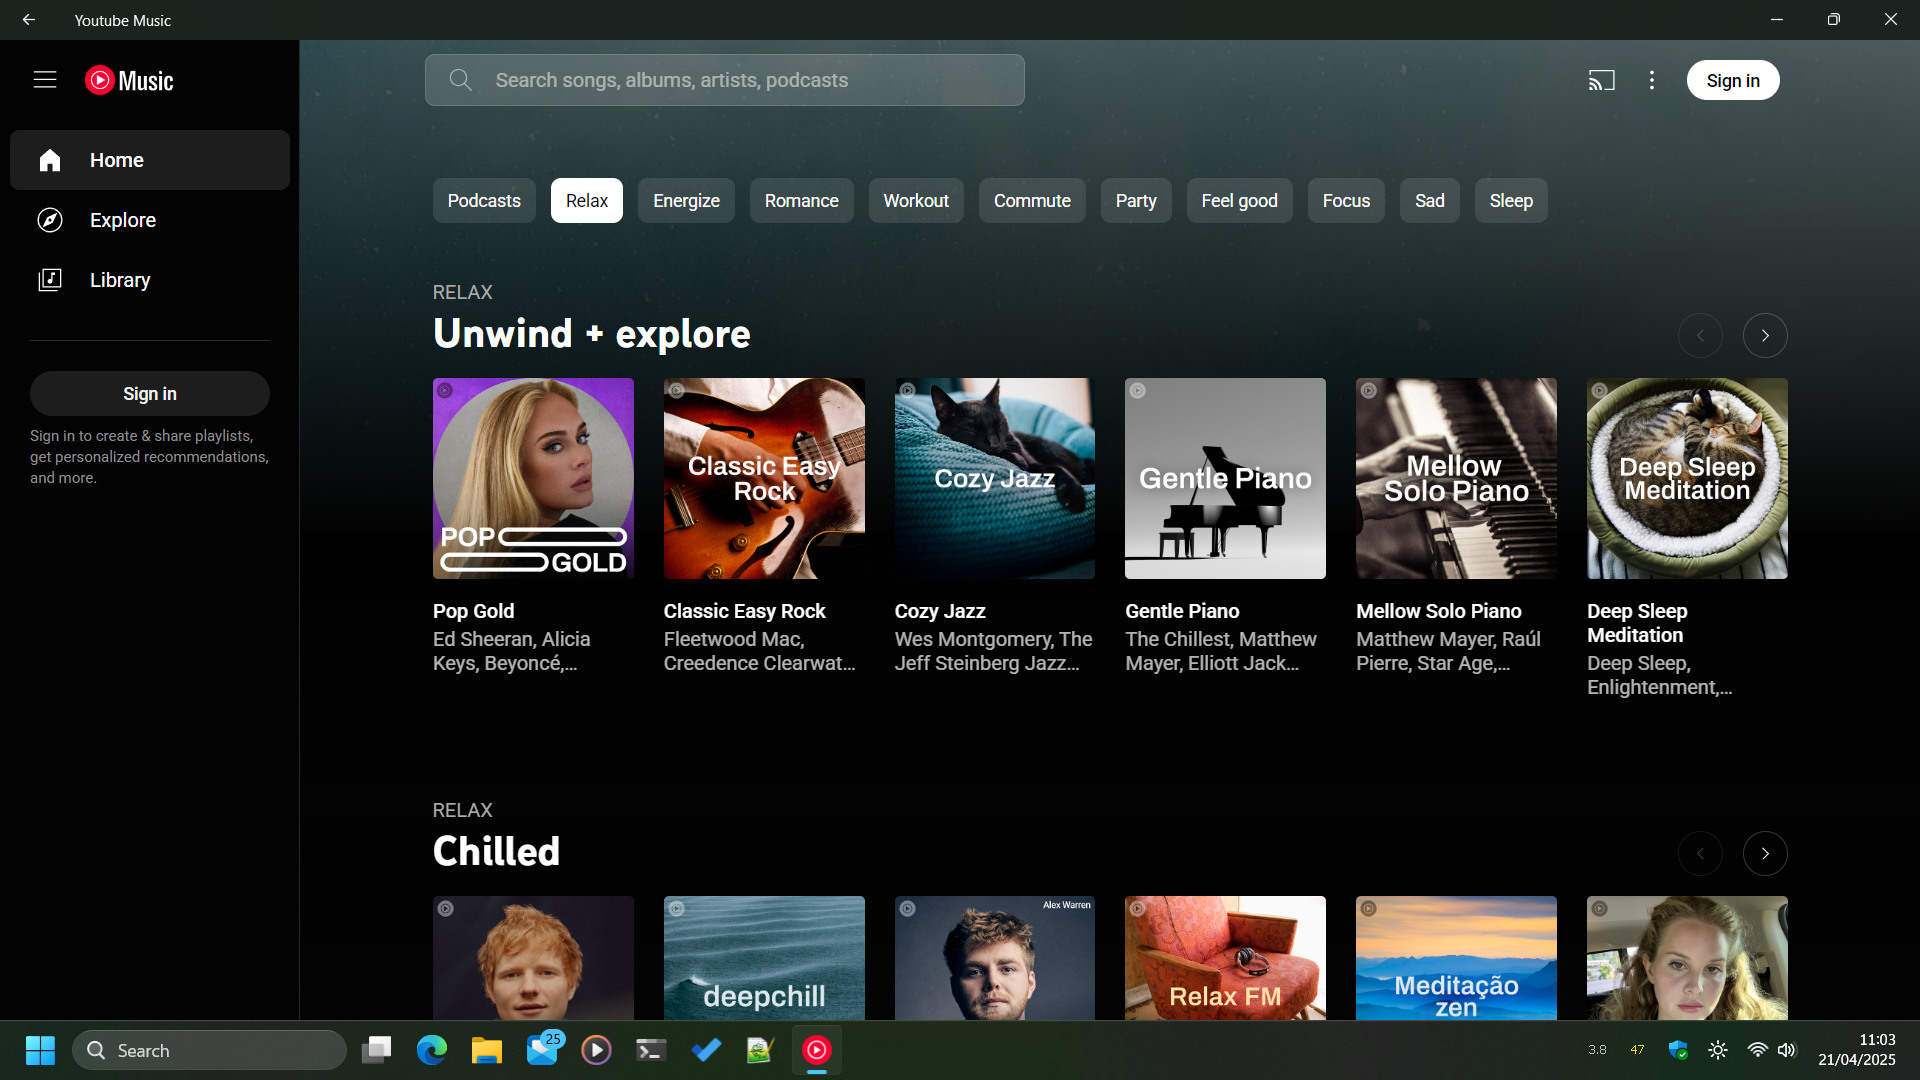 Youtube Music
Music
Search songs, albums, artists, podcasts
Sign in
Home
Explore
Library
Sign in
Sign in to create & share playlists,
get personalized recommendations,
and more.
Podcasts
Relax
Energize
Romance
Workout
Commute
Party
Feel good
Focus
Sad
Sleep
RELAX
Unwind + explore
POP
GOLD
Classic Easy
Rock
Cozy Jazz
Gentle Piano
Mellow
Solo Piano
Deep Sleep
Meditation
Pop Gold
Ed Sheeran, Alicia
Keys, Beyoncé,...
Classic Easy Rock
Fleetwood Mac,
Creedence Clearwat...
Cozy Jazz
Wes Montgomery, The
Jeff Steinberg Jazz...
Gentle Piano
The Chillest, Matthew
Mayer, Elliott Jack...
Mellow Solo Piano
Matthew Mayer, Raúl
Pierre, Star Age,...
Deep Sleep
Meditation
Deep Sleep,
Enlightenment,...
RELAX
Chilled
deepchill
Alex Warren
Relax FM
Meditação
zen
Search
25
3.8
47
11:03
21/04/2025